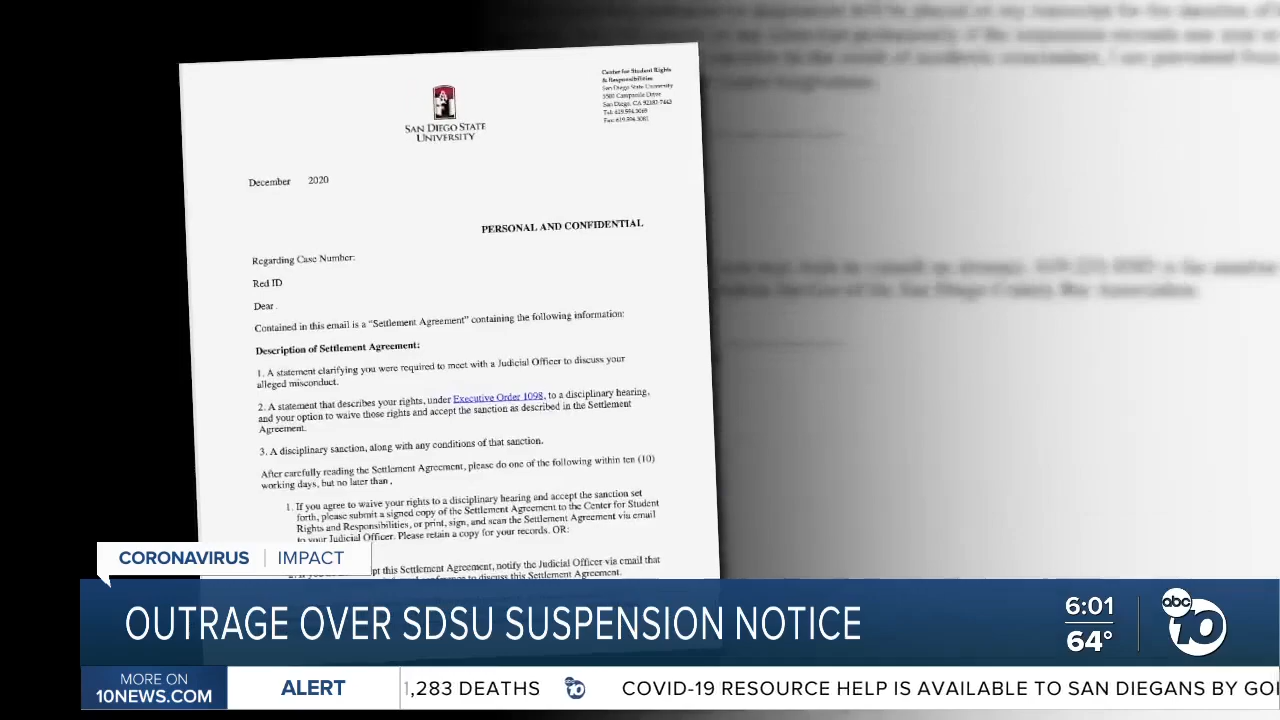 Center for Student Rights
& Responsibilities
San Diego State University
5500 Campanile Drive
San Diego, CA 92182-7443
Tel: 619.594.3069
Fax: 619.594.3081
SAN DIEGO STATE
UNIVERSITY
December 2020
PERSONAL AND CONFIDENTIAL
Regarding Case Number:
Red ID
Dear
Contained in this email is a “Settlement Agreement” containing the following information:
Description of Settlement Agreement:
1. A statement clarifying you were required to meet with a Judicial Officer to discuss your
alleged misconduct.
2. A statement that describes your rights, under Executive Order 1098, to a disciplinary hearing,
and your option to waive those rights and accept the sanction as described in the Settlement
Agreement.
3. A disciplinary sanction, along with any conditions of that sanction.
After carefully reading the Settlement Agreement, please do one of the following within ten (10)
working days, but no later than ,
1. If you agree to waive your rights to a disciplinary hearing and accept the sanction set
forth, please submit a signed copy of the Settlement Agreement to the Center for Student
Rights and Responsibilities, or print, sign, and scan the Settlement Agreement via email
to your Judicial Officer. Please retain a copy for your records. OR:
this Settlement Agreement, notify the Judicial Officer via email that
to discuss this Settlement Agreement.
CORONAVIRUS | IMPACT
OUTRAGE OVER SDSU SUSPENSION NOTICE
6:01
64°
abc 10
MORE ON
10NEWS.COM
ALERT
1,283 DEATHS abc 10 COVID-19 RESOURCE HELP IS AVAILABLE TO SAN DIEGANS BY GOI